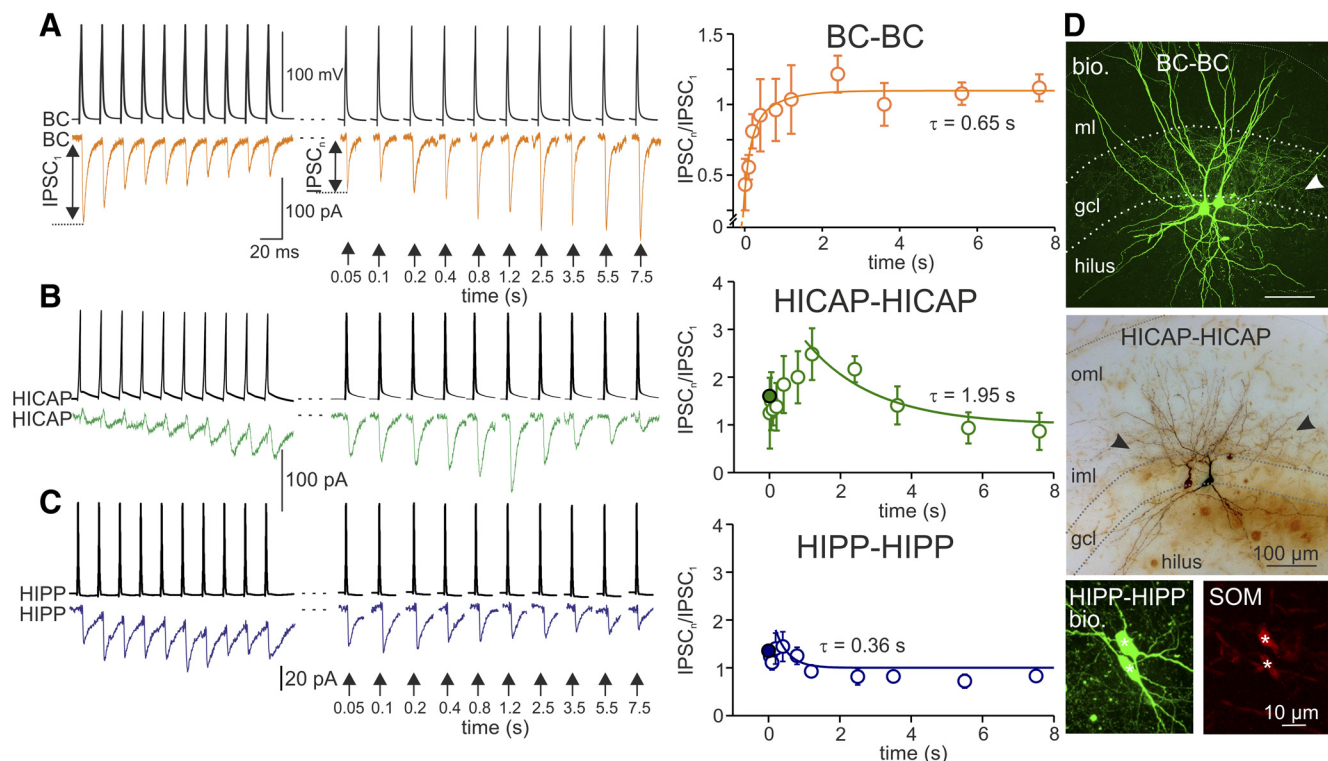 A
BC
BC
IPSC1
100 mV
100 pA
20 ms
IPSCn
0.05 0.1 0.2 0.4 0.8 1.2 2.5 3.5 5.5 7.5
time (s)
BC-BC
IPSCn/IPSC1
1.5
1
0.5
0
τ = 0.65 s
0 2 4 6 8
time (s)
B
HICAP
HICAP
100 pA
HICAP-HICAP
IPSCn/IPSC1
4
3
2
1
0
τ = 1.95 s
0 2 4 6 8
time (s)
C
HIPP
HIPP
20 pA
0.05 0.1 0.2 0.4 0.8 1.2 2.5 3.5 5.5 7.5
time (s)
HIPP-HIPP
IPSCn/IPSC1
4
3
2
1
0
τ = 0.36 s
0 2 4 6 8
time (s)
D
bio.
BC-BC
ml
gcl
hilus
HICAP-HICAP
oml
iml
gcl
hilus
100 µm
HIPP-HIPP
bio.
*
*
SOM
*
*
10 µm